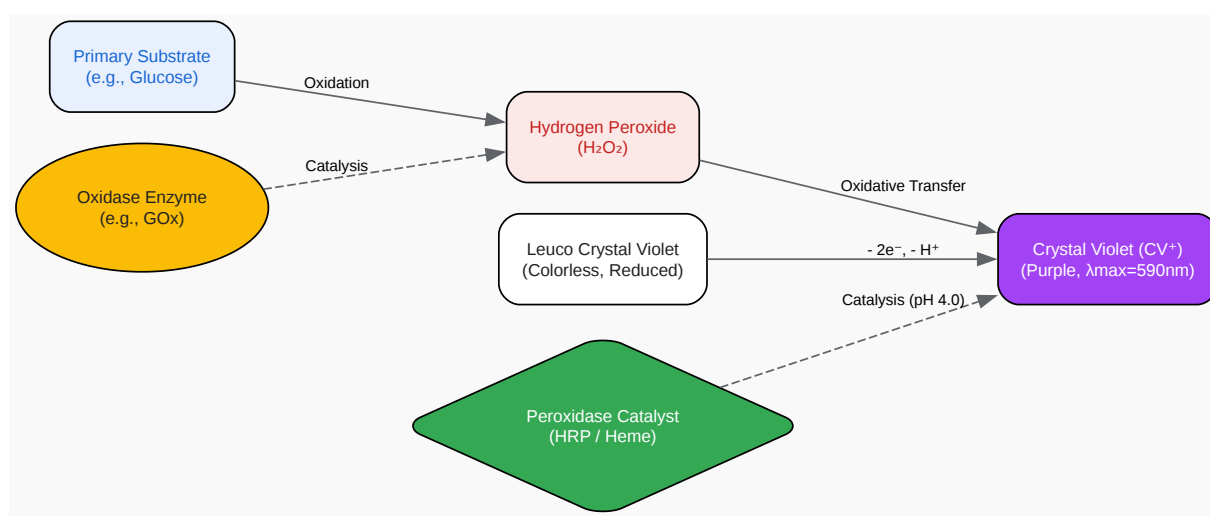 Primary Substrate
(e.g., Glucose)
Oxidation
Hydrogen Peroxide
(H₂O₂)
Oxidase Enzyme
(e.g., GOx)
Catalysis
Oxidative Transfer
Leuco Crystal Violet
(Colorless, Reduced)
- 2e⁻, - H⁺
Crystal Violet (CV⁺)
(Purple, λmax=590nm)
Catalysis (pH 4.0)
Peroxidase Catalyst
(HRP / Heme)